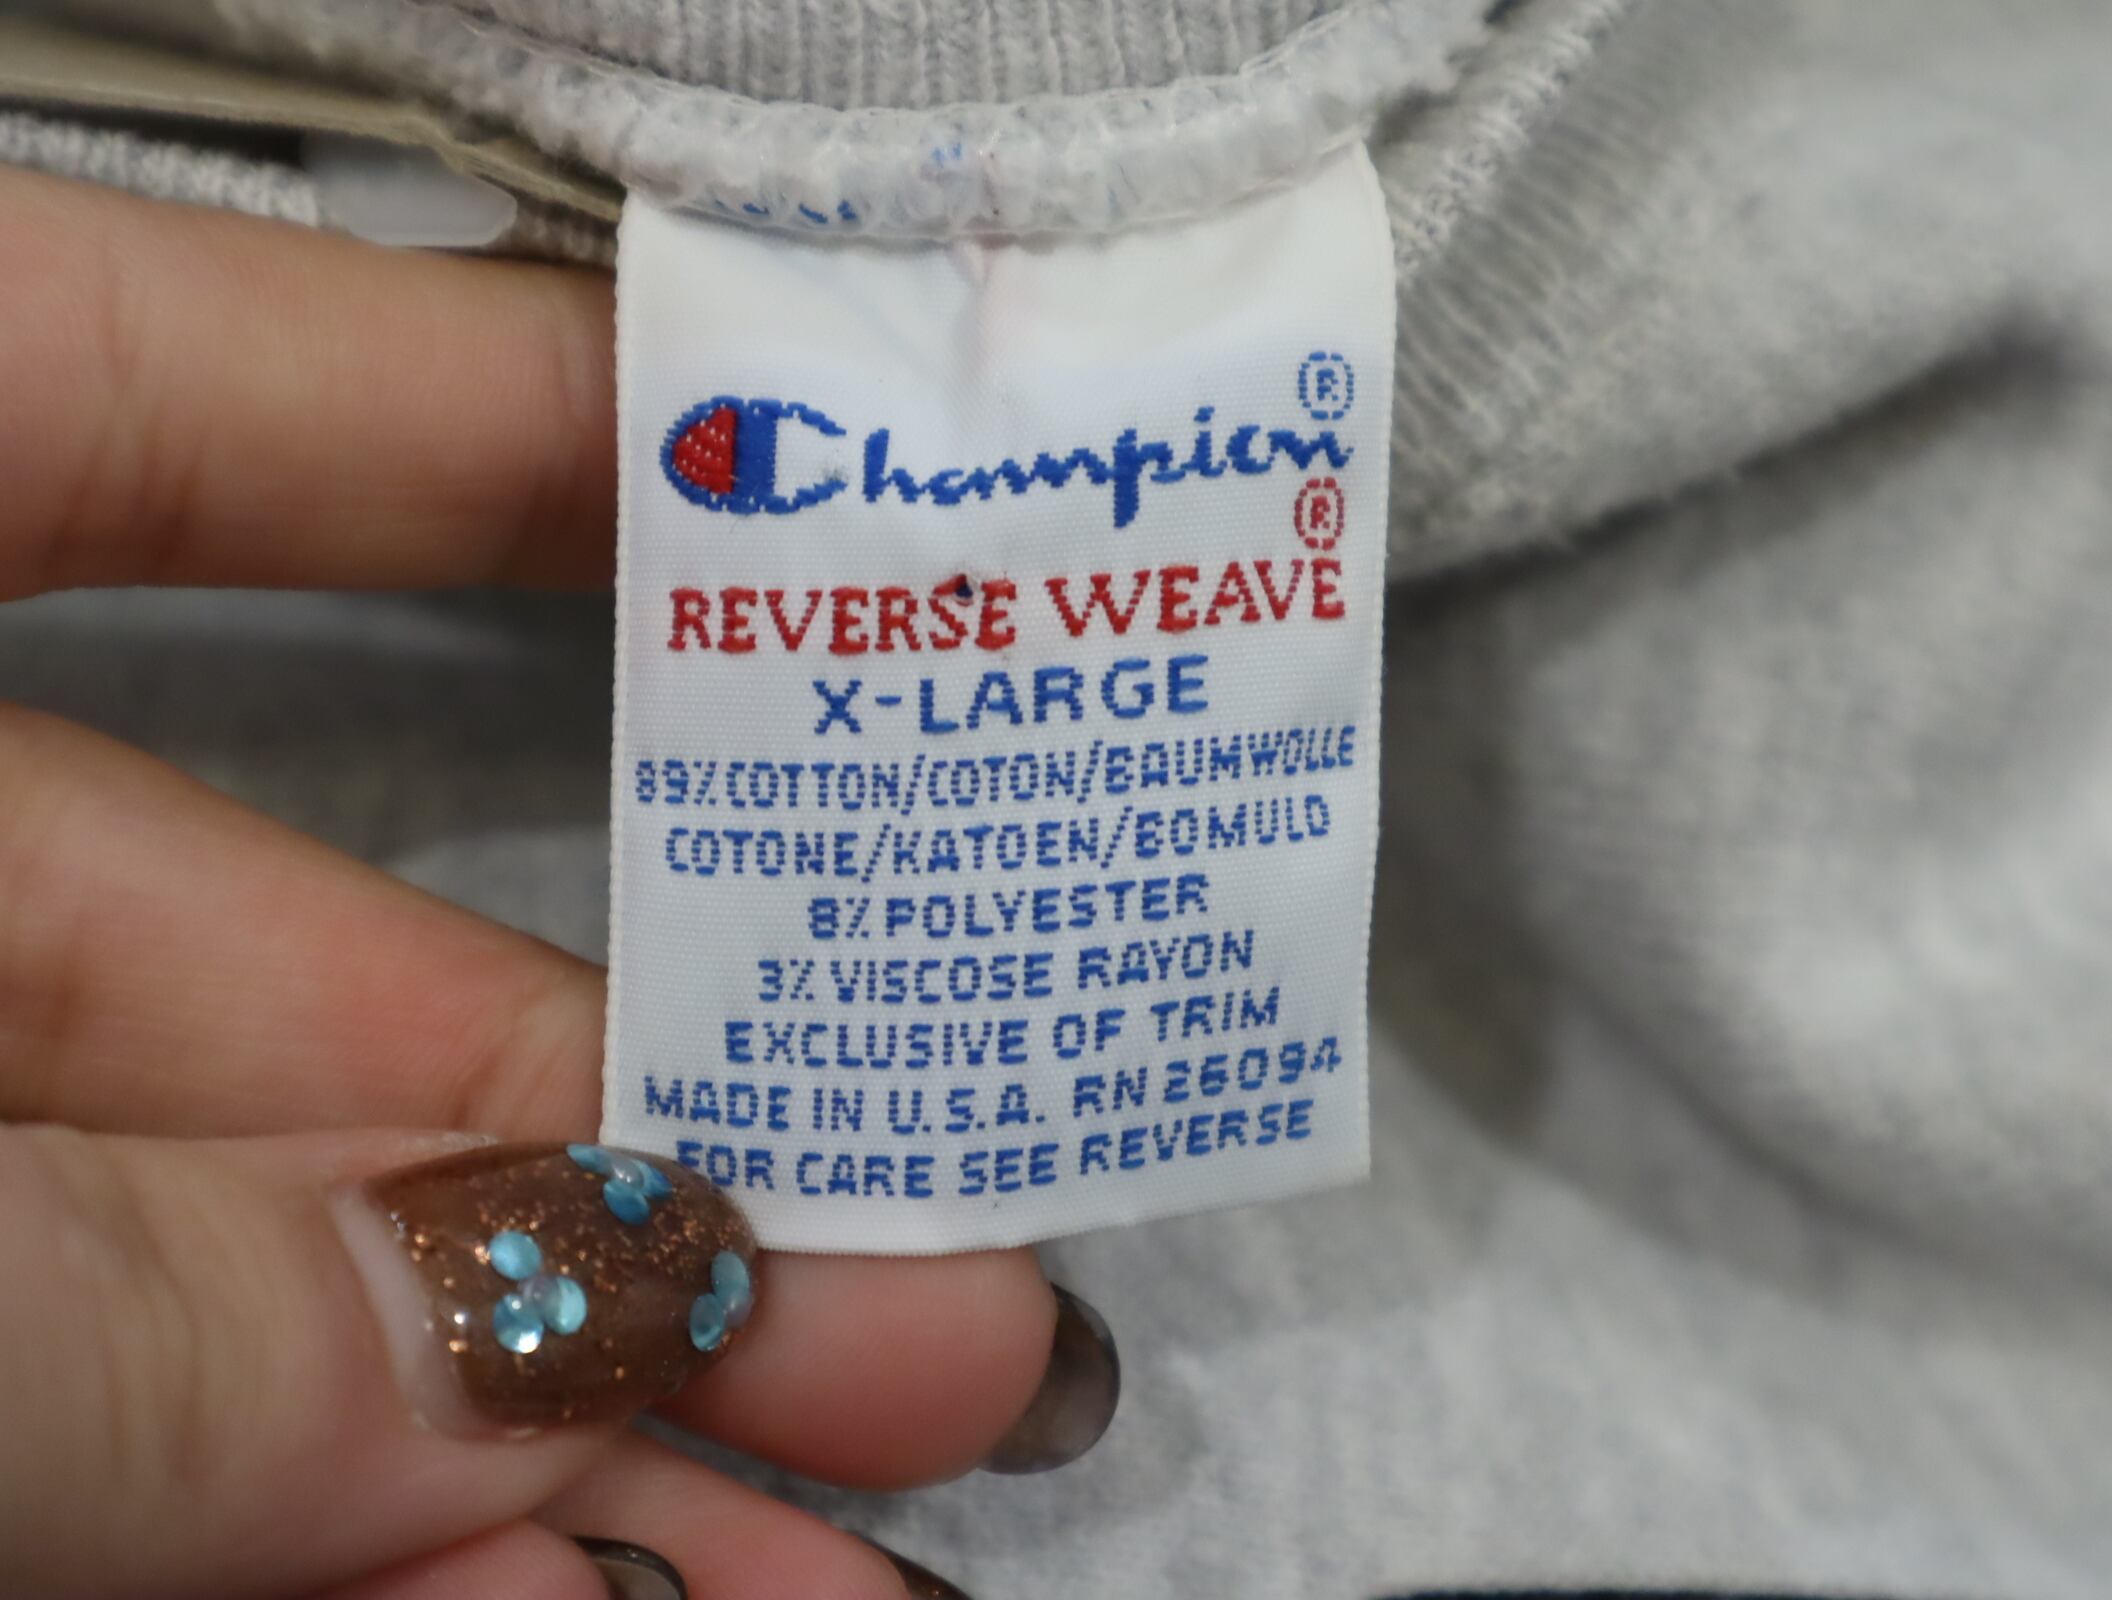 Champion®
®
REVERSE WEAVE
X-LARGE
89% COTTON/COTON/BAUMWOLLE
COTONE/KATOEN/BOMULD
8% POLYESTER
3% VISCOSE RAYON
EXCLUSIVE OF TRIM
MADE IN U.S.A. RN 26094
FOR CARE SEE REVERSE